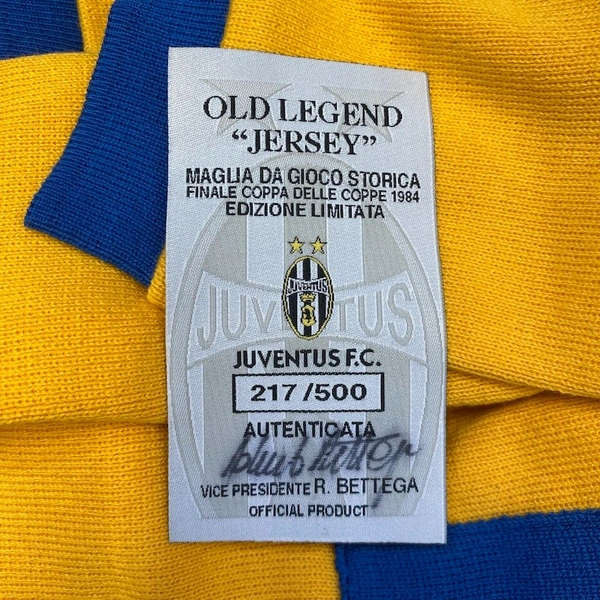 OLD LEGEND
“JERSEY”
MAGLIA DA GIOCO STORICA
FINALE COPPA DELLE COPPE 1984
EDIZIONE LIMITATA
JUVENTUS
JUVENTUS
JUVENTUS F.C.
217/500
AUTENTICATA
VICE PRESIDENTE R. BETTEGA
OFFICIAL PRODUCT